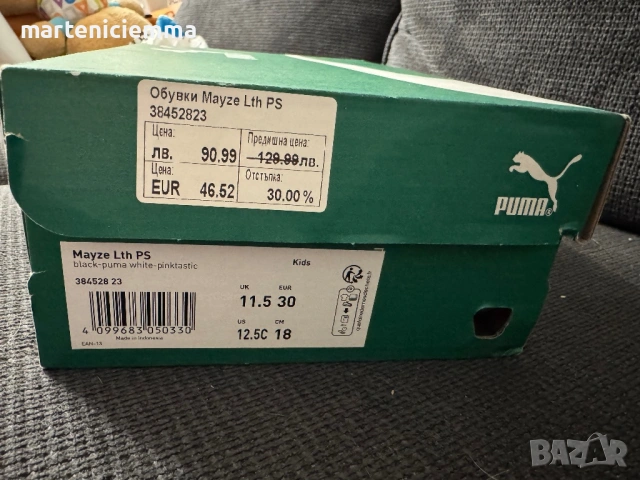 marteniciemma
Обувки Mayze Lth PS
38452823
Цена: Предишна цена:
лв. 90.99 129.99лв.
Цена: Отстъпка:
EUR 46.52 30.00 %
PUMA®
Mayze Lth PS
black-puma white-pinktastic
Kids
384528 23
UK EUR
11.5 30
US CM
12.5C 18
4 099683 050330
Made in Indonesia
BAZAR